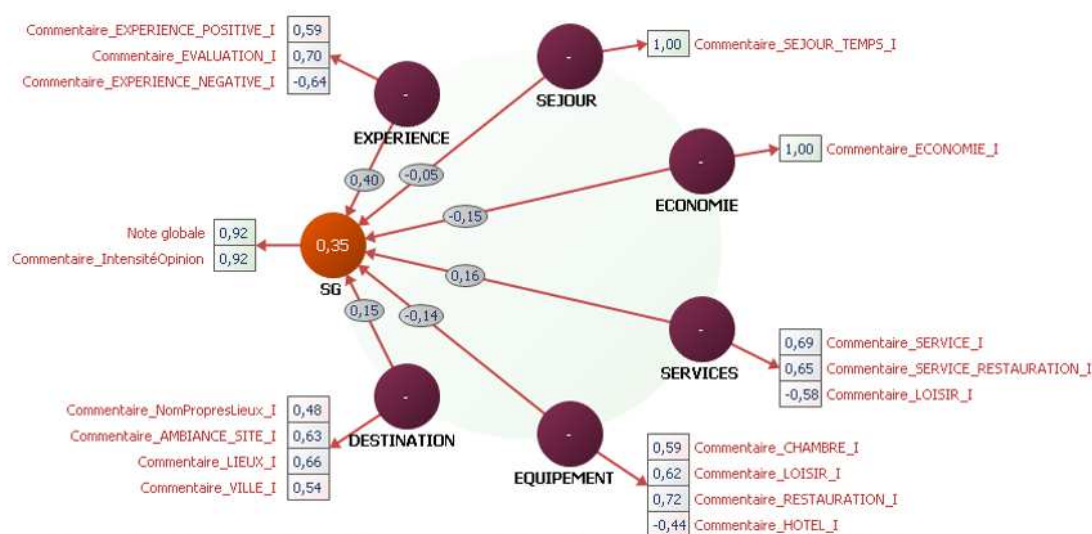 Commentaire_EXPERIENCE_POSITIVE_I 0,59
Commentaire_EVALUATION_I 0,70
Commentaire_EXPERIENCE_NEGATIVE_I -0,64
-
EXPERIENCE
0,40
-
SEJOUR
1,00 Commentaire_SEJOUR_TEMPS_I
-0,05
-
ECONOMIE
1,00 Commentaire_ECONOMIE_I
-0,15
Note globale 0,92
Commentaire_IntensitéOpinion 0,92
0,35
SG
0,16
-
SERVICES
0,69 Commentaire_SERVICE_I
0,65 Commentaire_SERVICE_RESTAURATION_I
-0,58 Commentaire_LOISIR_I
0,15
-0,14
-
DESTINATION
Commentaire_NomPropresLieux_I 0,48
Commentaire_AMBIANCE_SITE_I 0,63
Commentaire_LIEUX_I 0,66
Commentaire_VILLE_I 0,54
-
EQUIPEMENT
0,59 Commentaire_CHAMBRE_I
0,62 Commentaire_LOISIR_I
0,72 Commentaire_RESTAURATION_I
-0,44 Commentaire_HOTEL_I